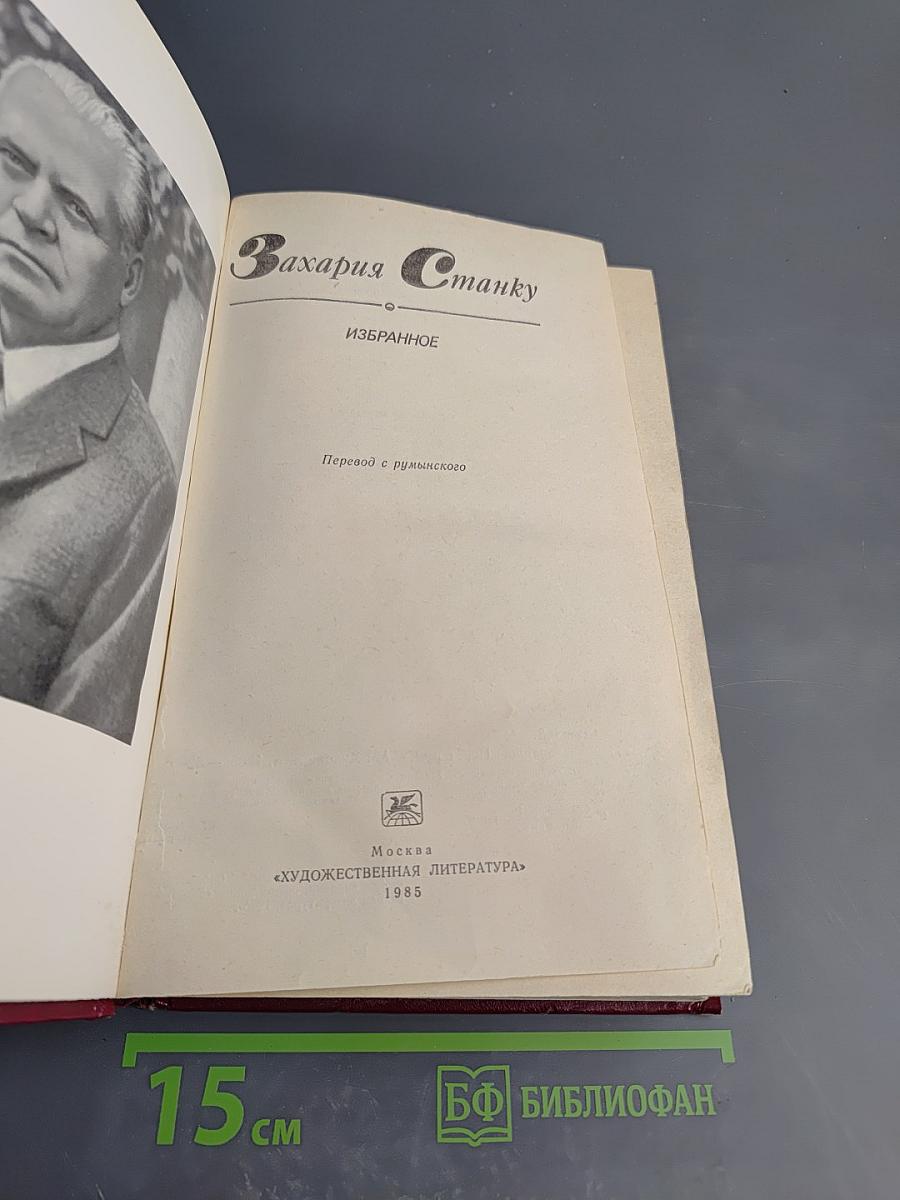 Захария Станку
ИЗБРАННОЕ
Перевод с румынского
Москва
«ХУДОЖЕСТВЕННАЯ ЛИТЕРАТУРА»
1985
15 см
БФ БИБЛИОФАН